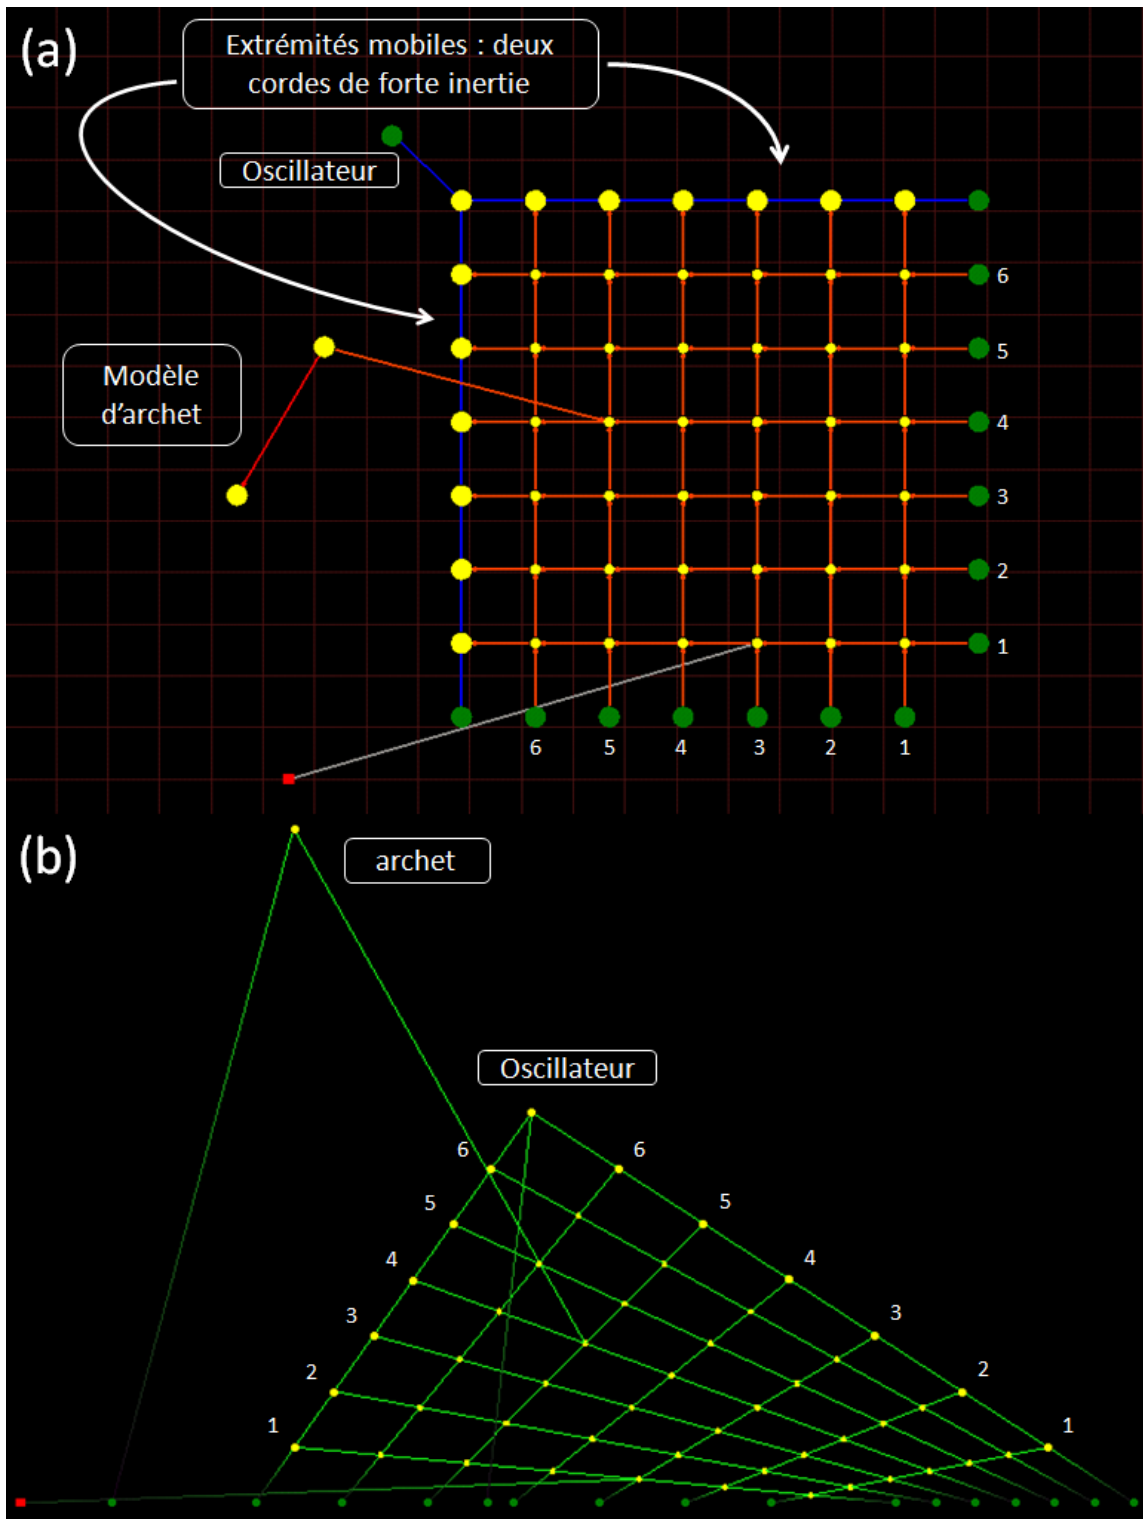 (a)
Extrémités mobiles : deux
cordes de forte inertie
Oscillateur
6
5
Modèle
d'archet
4
3
2
1
6 5 4 3 2 1
(b)
archet
Oscillateur
6 6
5 5
4 4
3 3
2 2
1 1